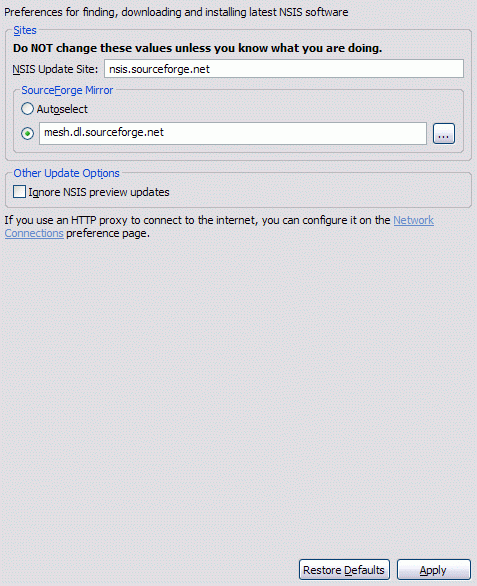 Preferences for finding, downloading and installing latest NSIS software
Sites
Do NOT change these values unless you know what you are doing.
NSIS Update Site: nsis.sourceforge.net
SourceForge Mirror
Autoselect
mesh.dl.sourceforge.net
...
Other Update Options
Ignore NSIS preview updates
If you use an HTTP proxy to connect to the internet, you can configure it on the Network
Connections preference page.
Restore Defaults Apply